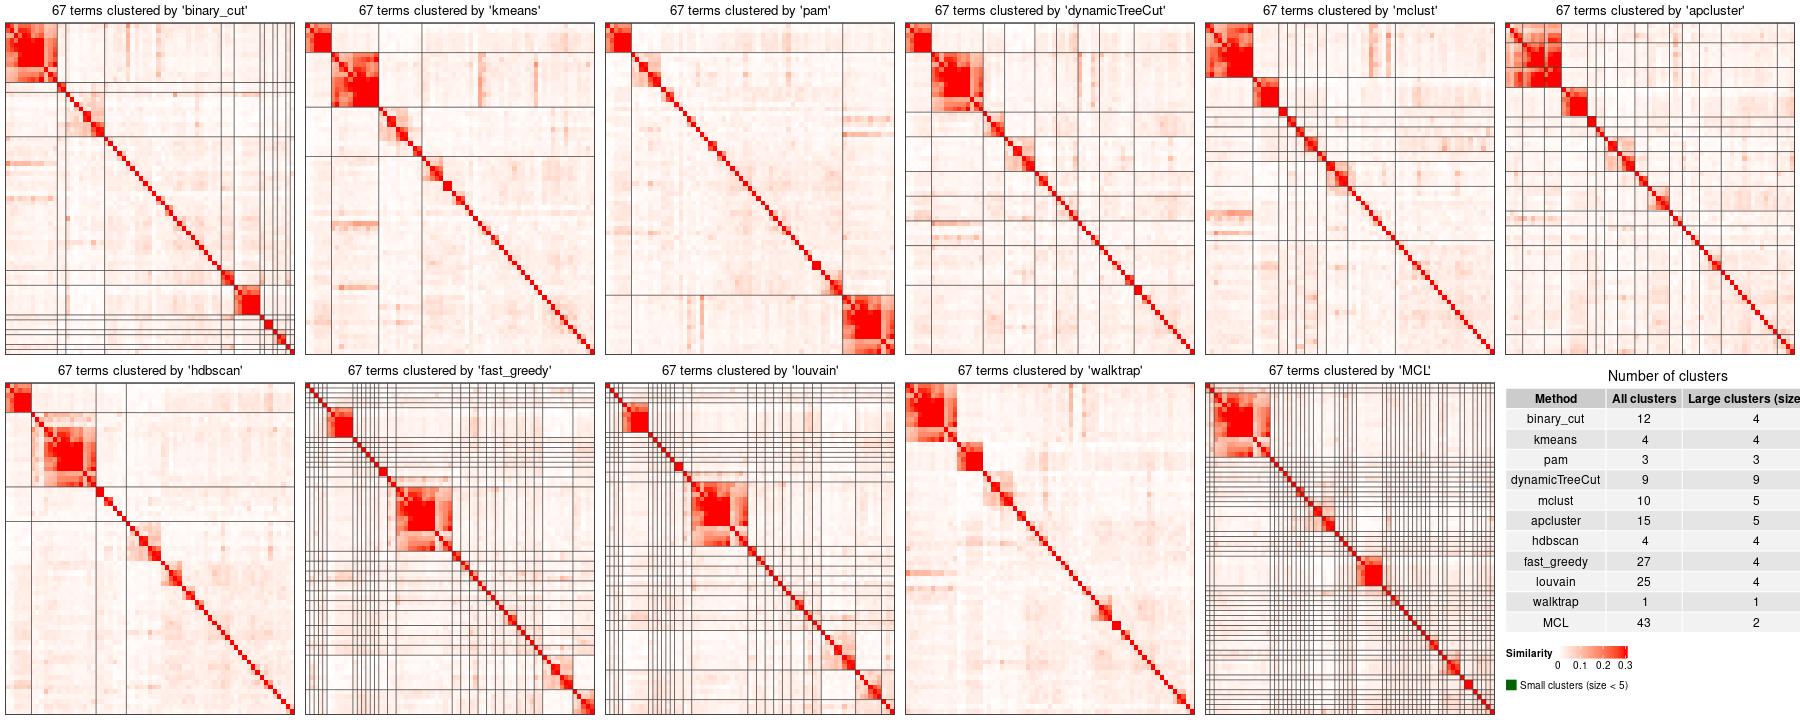 67 terms clustered by 'binary_cut'
67 terms clustered by 'kmeans'
67 terms clustered by 'pam'
67 terms clustered by 'dynamicTreeCut'
67 terms clustered by 'mclust'
67 terms clustered by 'apcluster'
67 terms clustered by 'hdbscan'
67 terms clustered by 'fast_greedy'
67 terms clustered by 'louvain'
67 terms clustered by 'walktrap'
67 terms clustered by 'MCL'
Number of clusters
Method All clusters Large clusters (size
binary_cut 12 4
kmeans 4 4
pam 3 3
dynamicTreeCut 9 9
mclust 10 5
apcluster 15 5
hdbscan 4 4
fast_greedy 27 4
louvain 25 4
walktrap 1 1
MCL 43 2
Similarity
0 0.1 0.2 0.3
Small clusters (size < 5)